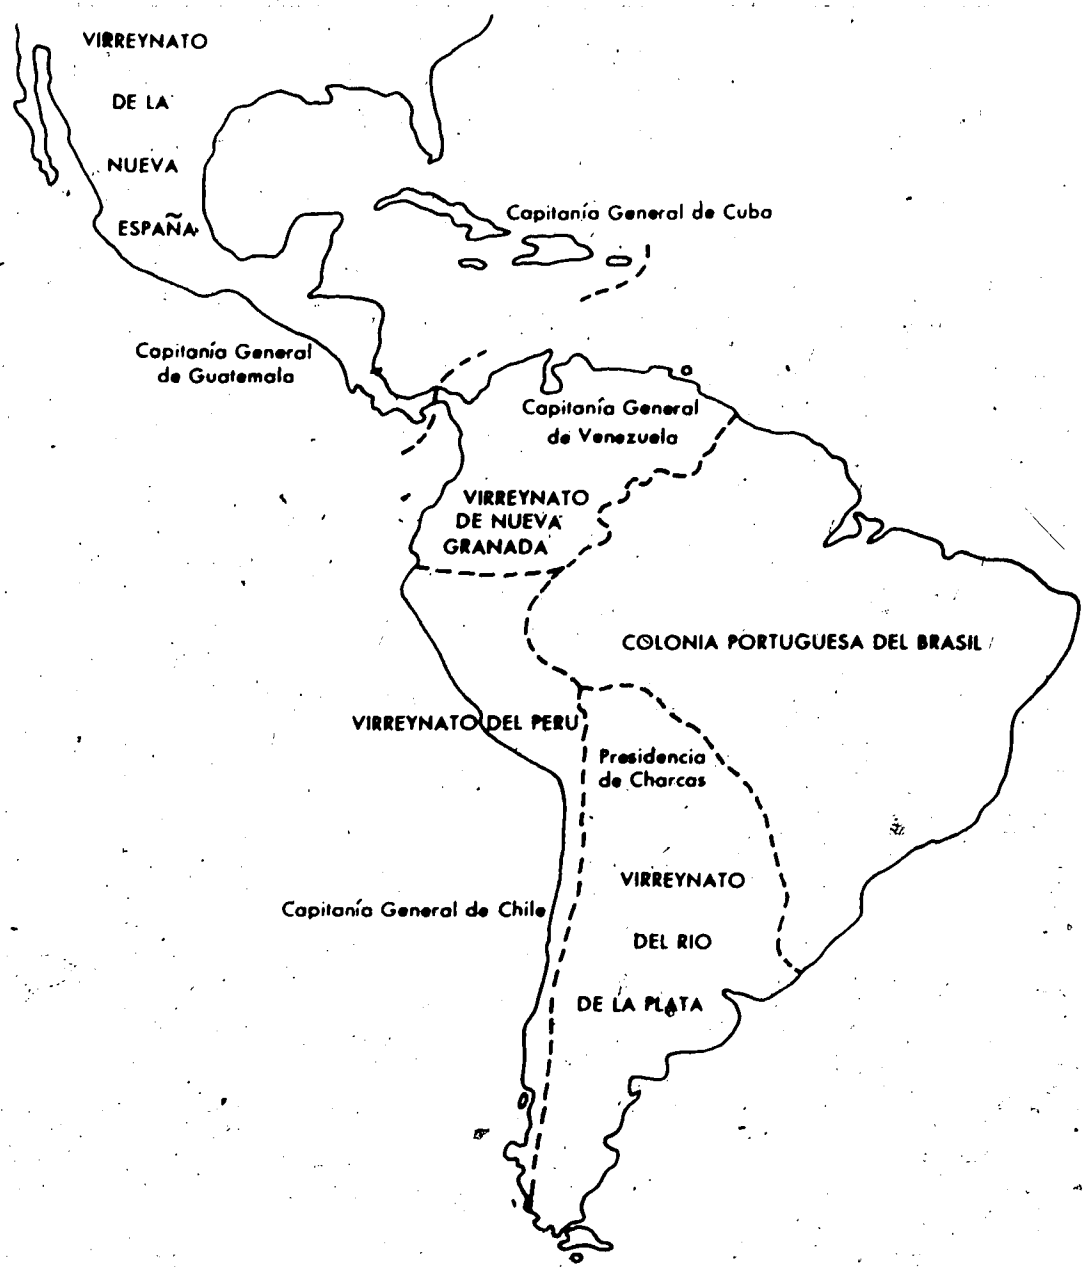 VIRREYNATO
DE LA
NUEVA
ESPAÑA
Capitanía General de Cuba
Capitanía General
de Guatemala
Capitanía General
de Venezuela
VIRREYNATO
DE NUEVA
GRANADA
COLONIA PORTUGUESA DEL BRASIL
VIRREYNATO DEL PERU
Presidencia
de Charcas
VIRREYNATO
DEL RIO
DE LA PLATA
Capitanía General de Chile